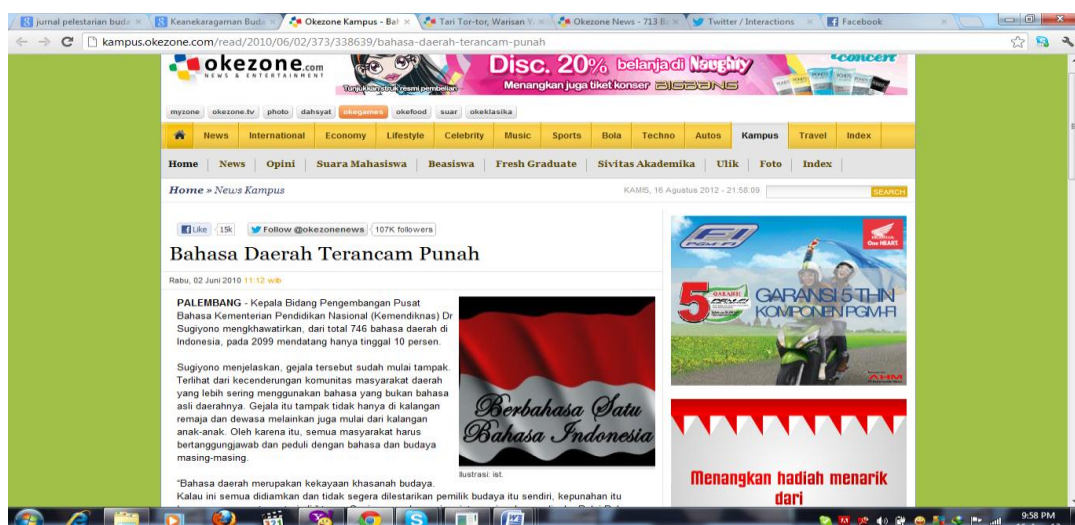 jurnal pelestarian buda
Keanekaragaman Buda
Okezone Kampus - Bah
Tari Tor-tor, Warisan Y
Okezone News - 713 B
Twitter / Interactions
Facebook
kampus.okezone.com/read/2010/06/02/373/338639/bahasa-daerah-terancam-punah
okezone.com
NEWS & ENTERTAINMENT
Tunjukkan struk resmi pembelian
Disc. 20% belanja di Naughty
Menangkan juga tiket konser BIGBANG
concert
myzone okezone.tv photo dahsyat okegames okefood suar okeklasika
News International Economy Lifestyle Celebrity Music Sports Bola Techno Autos Kampus Travel Index
Home News Opini Suara Mahasiswa Beasiswa Fresh Graduate Sivitas Akademika Ulik Foto Index
Home » News Kampus
KAMIS, 16 Agustus 2012 - 21:58:09
SEARCH
Like 15k Follow @okezonenews 107K followers
Bahasa Daerah Terancam Punah
Rabu, 02 Juni 2010 11:12 wib
PALEMBANG - Kepala Bidang Pengembangan Pusat
Bahasa Kementerian Pendidikan Nasional (Kemendiknas) Dr
Sugiyono mengkhawatirkan, dari total 746 bahasa daerah di
Indonesia, pada 2099 mendatang hanya tinggal 10 persen.
Sugiyono menjelaskan, gejala tersebut sudah mulai tampak.
Terlihat dari kecenderungan komunitas masyarakat daerah
yang lebih sering menggunakan bahasa yang bukan bahasa
asli daerahnya. Gejala itu tampak tidak hanya di kalangan
remaja dan dewasa melainkan juga mulai dari kalangan
anak-anak. Oleh karena itu, semua masyarakat harus
bertanggungjawab dan peduli dengan bahasa dan budaya
masing-masing.
"Bahasa daerah merupakan kekayaan khasanah budaya.
Kalau ini semua didiamkan dan tidak segera dilestarikan pemilik budaya itu sendiri, kepunahan itu
Berbahasa Satu
Bahasa Indonesia
Ilustrasi: ist.
FI
PGM-FI
HONDA
One HEART.
5 GARANSI 5 THN
KOMPONEN PGM-FI
AHM
Menangkan hadiah menarik
dari
9:58 PM